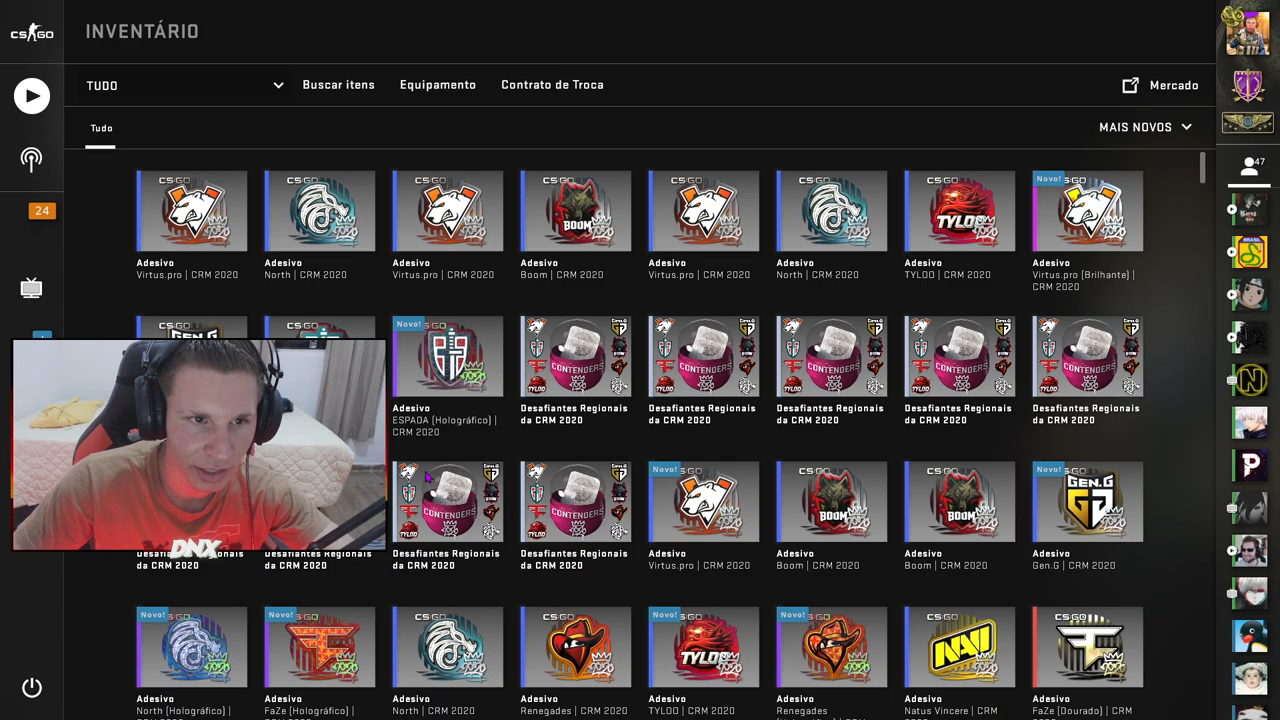 CS GO
INVENTÁRIO
TUDO
Buscar itens
Equipamento
Contrato de Troca
Mercado
Tudo
MAIS NOVOS
24
47
Adesivo
Virtus.pro | CRM 2020
Adesivo
North | CRM 2020
Adesivo
Virtus.pro | CRM 2020
Adesivo
Boom | CRM 2020
Adesivo
Virtus.pro | CRM 2020
Adesivo
North | CRM 2020
Adesivo
TYLOO | CRM 2020
Novo!
Adesivo
Virtus.pro (Brilhante) |
CRM 2020
Novo!
Adesivo
ESPADA (Holográfico) |
CRM 2020
Desafiantes Regionais
da CRM 2020
Desafiantes Regionais
da CRM 2020
Desafiantes Regionais
da CRM 2020
Desafiantes Regionais
da CRM 2020
Desafiantes Regionais
da CRM 2020
DNX
da CRM 2020
Desafiantes Regionais
da CRM 2020
Desafiantes Regionais
da CRM 2020
Desafiantes Regionais
da CRM 2020
Novo!
Adesivo
Virtus.pro | CRM 2020
Adesivo
Boom | CRM 2020
Adesivo
Boom | CRM 2020
Novo!
GEN.G
Adesivo
Gen.G | CRM 2020
Novo!
Adesivo
North (Holográfico) |
Novo!
Adesivo
FaZe (Holográfico) |
Adesivo
North | CRM 2020
Adesivo
Renegades | CRM 2020
Novo!
TYLOO
Adesivo
TYLOO | CRM 2020
Novo!
Adesivo
Renegades
NAVI
Adesivo
Natus Vincere | CRM
Adesivo
FaZe (Dourado) | CRM